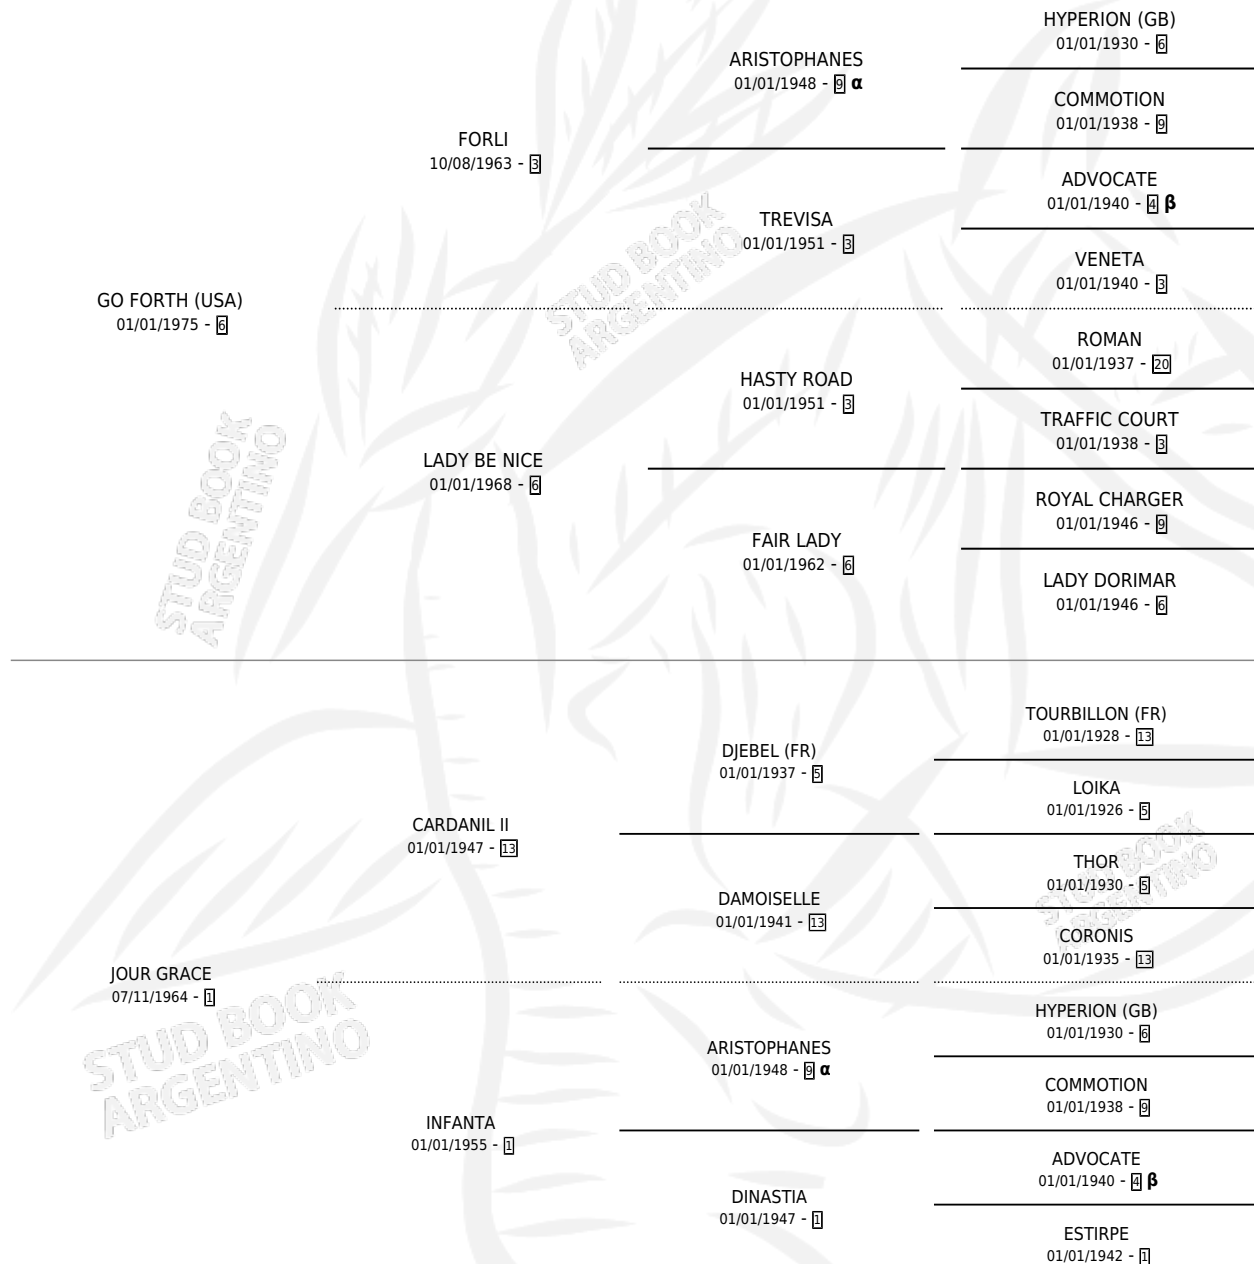 HYPERION (GB)
01/01/1930 - 6
ARISTOPHANES
01/01/1948 - 9 α
COMMOTION
01/01/1938 - 9
FORLI
10/08/1963 - 3
ADVOCATE
01/01/1940 - 4 β
TREVISA
01/01/1951 - 3
VENETA
01/01/1940 - 3
GO FORTH (USA)
01/01/1975 - 6
ROMAN
01/01/1937 - 20
HASTY ROAD
01/01/1951 - 3
TRAFFIC COURT
01/01/1938 - 3
LADY BE NICE
01/01/1968 - 6
ROYAL CHARGER
01/01/1946 - 9
FAIR LADY
01/01/1962 - 6
LADY DORIMAR
01/01/1946 - 6
STUD BOOK
ARGENTINO
STUD BOOK
ARGENTINO
TOURBILLON (FR)
01/01/1928 - 13
DJEBEL (FR)
01/01/1937 - 5
LOIKA
01/01/1926 - 5
CARDANIL II
01/01/1947 - 13
THOR
01/01/1930 - 5
DAMOISELLE
01/01/1941 - 13
CORONIS
01/01/1935 - 13
STUD BOOK
ARGENTINO
JOUR GRACE
07/11/1964 - 1
HYPERION (GB)
01/01/1930 - 6
ARISTOPHANES
01/01/1948 - 9 α
COMMOTION
01/01/1938 - 9
INFANTA
01/01/1955 - 1
ADVOCATE
01/01/1940 - 4 β
DINASTIA
01/01/1947 - 1
ESTIRPE
01/01/1942 - 1
STUD BOOK
ARGENTINO